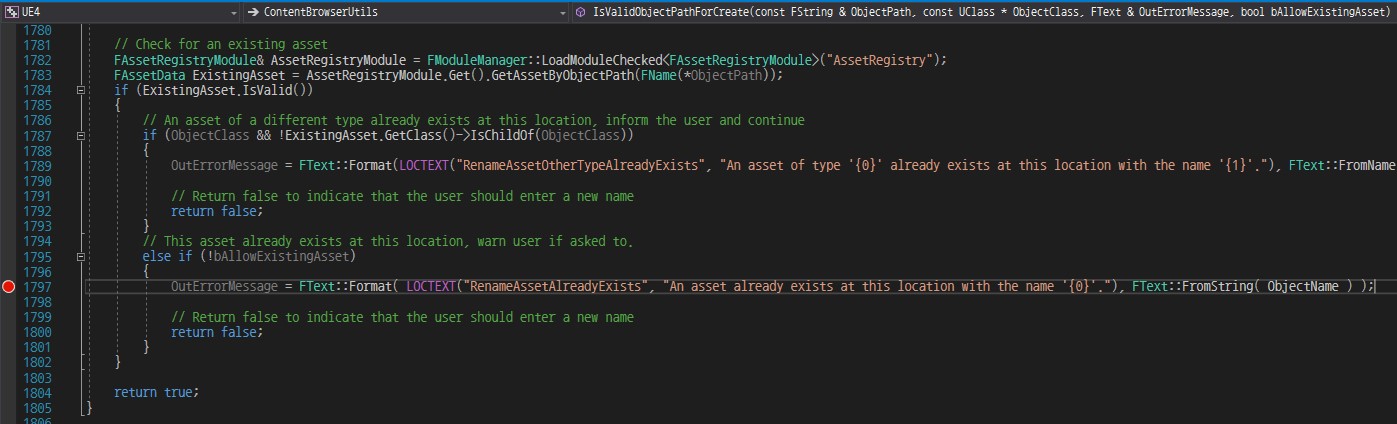 UE4 ContentBrowserUtils IsValidObjectPathForCreate(const FString & ObjectPath, const UClass * ObjectClass, FText & OutErrorMessage, bool bAllowExistingAsset)
1780
1781 // Check for an existing asset
1782 FAssetRegistryModule& AssetRegistryModule = FModuleManager::LoadModuleChecked<FAssetRegistryModule>("AssetRegistry");
1783 FAssetData ExistingAsset = AssetRegistryModule.Get().GetAssetByObjectPath(FName(*ObjectPath));
1784 if (ExistingAsset.IsValid())
1785 {
1786 // An asset of a different type already exists at this location, inform the user and continue
1787 if (ObjectClass && !ExistingAsset.GetClass()->IsChildOf(ObjectClass))
1788 {
1789 OutErrorMessage = FText::Format(LOCTEXT("RenameAssetOtherTypeAlreadyExists", "An asset of type '{0}' already exists at this location with the name '{1}'."), FText::FromName
1790
1791 // Return false to indicate that the user should enter a new name
1792 return false;
1793 }
1794 // This asset already exists at this location, warn user if asked to.
1795 else if (!bAllowExistingAsset)
1796 {
1797 OutErrorMessage = FText::Format( LOCTEXT("RenameAssetAlreadyExists", "An asset already exists at this location with the name '{0}'."), FText::FromString( ObjectName ) );
1798
1799 // Return false to indicate that the user should enter a new name
1800 return false;
1801 }
1802 }
1803
1804 return true;
1805 }
1806